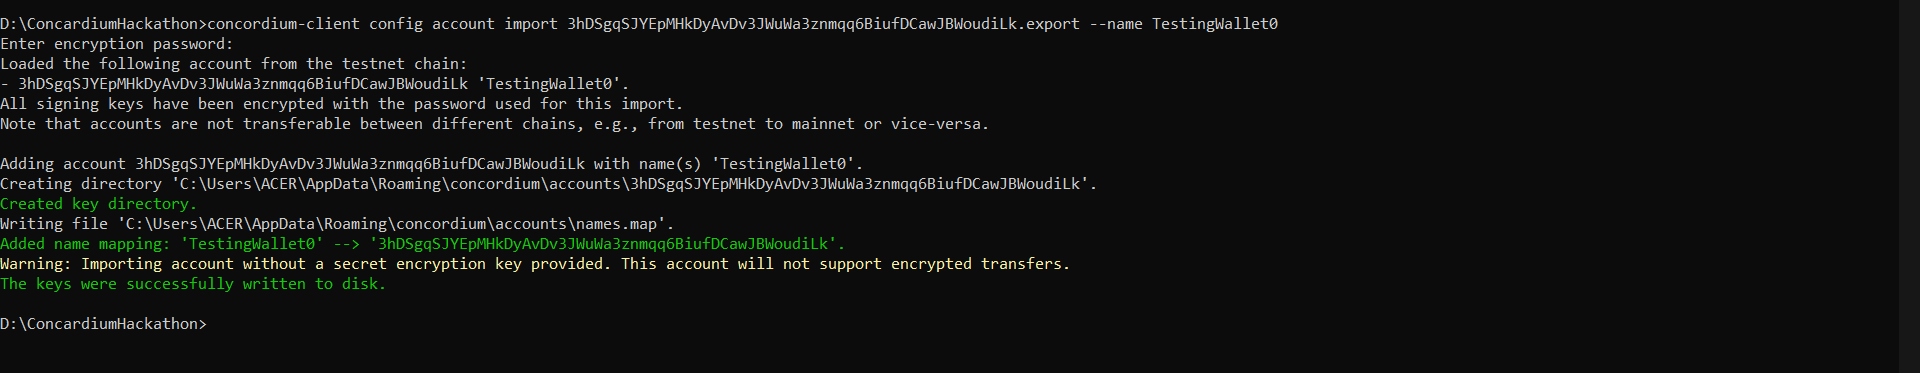 D:\ConcardiumHackathon>concordium-client config account import 3hDSgqSJYEpMHkDyAvDv3JWuWa3znmqq6BiufDCawJBWoudiLk.export --name TestingWallet0
Enter encryption password:
Loaded the following account from the testnet chain:
- 3hDSgqSJYEpMHkDyAvDv3JWuWa3znmqq6BiufDCawJBWoudiLk 'TestingWallet0'.
All signing keys have been encrypted with the password used for this import.
Note that accounts are not transferable between different chains, e.g., from testnet to mainnet or vice-versa.
Adding account 3hDSgqSJYEpMHkDyAvDv3JWuWa3znmqq6BiufDCawJBWoudiLk with name(s) 'TestingWallet0'.
Creating directory 'C:\Users\ACER\AppData\Roaming\concordium\accounts\3hDSgqSJYEpMHkDyAvDv3JWuWa3znmqq6BiufDCawJBWoudiLk'.
Created key directory.
Writing file 'C:\Users\ACER\AppData\Roaming\concordium\accounts\names.map'.
Added name mapping: 'TestingWallet0' --> '3hDSgqSJYEpMHkDyAvDv3JWuWa3znmqq6BiufDCawJBWoudiLk'.
Warning: Importing account without a secret encryption key provided. This account will not support encrypted transfers.
The keys were successfully written to disk.
D:\ConcardiumHackathon>